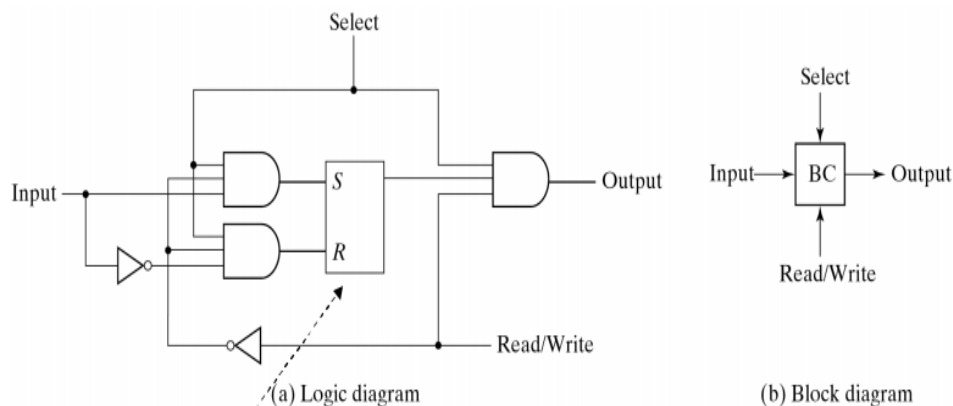 Select
Input
S
R
Output
Read/Write
(a) Logic diagram
Select
Input
BC
Output
Read/Write
(b) Block diagram